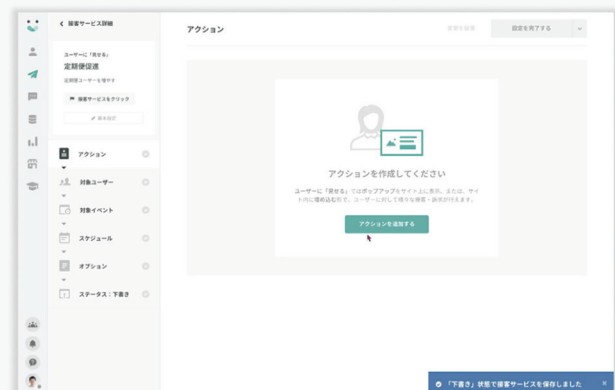 接客サービス詳細
ユーザーに「見せる」
定期便促進
定期便ユーザーを増やす
接客サービスをクリック
基本設定
アクション
対象ユーザー
対象イベント
スケジュール
オプション
ステータス：下書き
アクション
変更を破棄
設定を完了する
アクションを作成してください
ユーザーに「見せる」ではポップアップをサイト上に表示、または、サイ
ト内に埋め込む形で、ユーザーに対して様々な接客・訴求が行えます。
アクションを追加する
「下書き」状態で接客サービスを保存しました